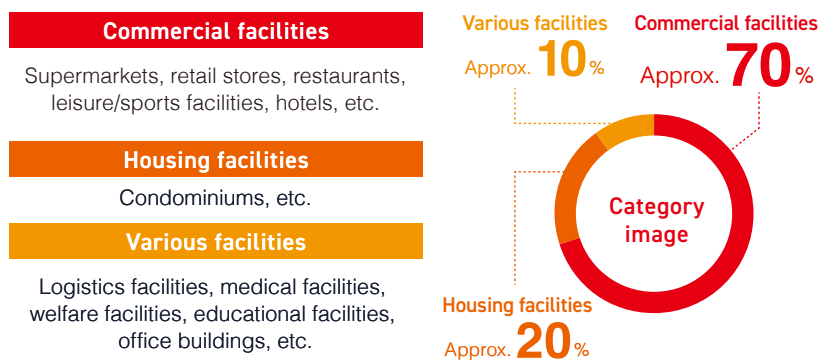 Commercial facilities
Supermarkets, retail stores, restaurants,
leisure/sports facilities, hotels, etc.
Housing facilities
Condominiums, etc.
Various facilities
Logistics facilities, medical facilities,
welfare facilities, educational facilities,
office buildings, etc.
Various facilities
Approx. 10%
Commercial facilities
Approx. 70%
Category
image
Housing facilities
Approx. 20%